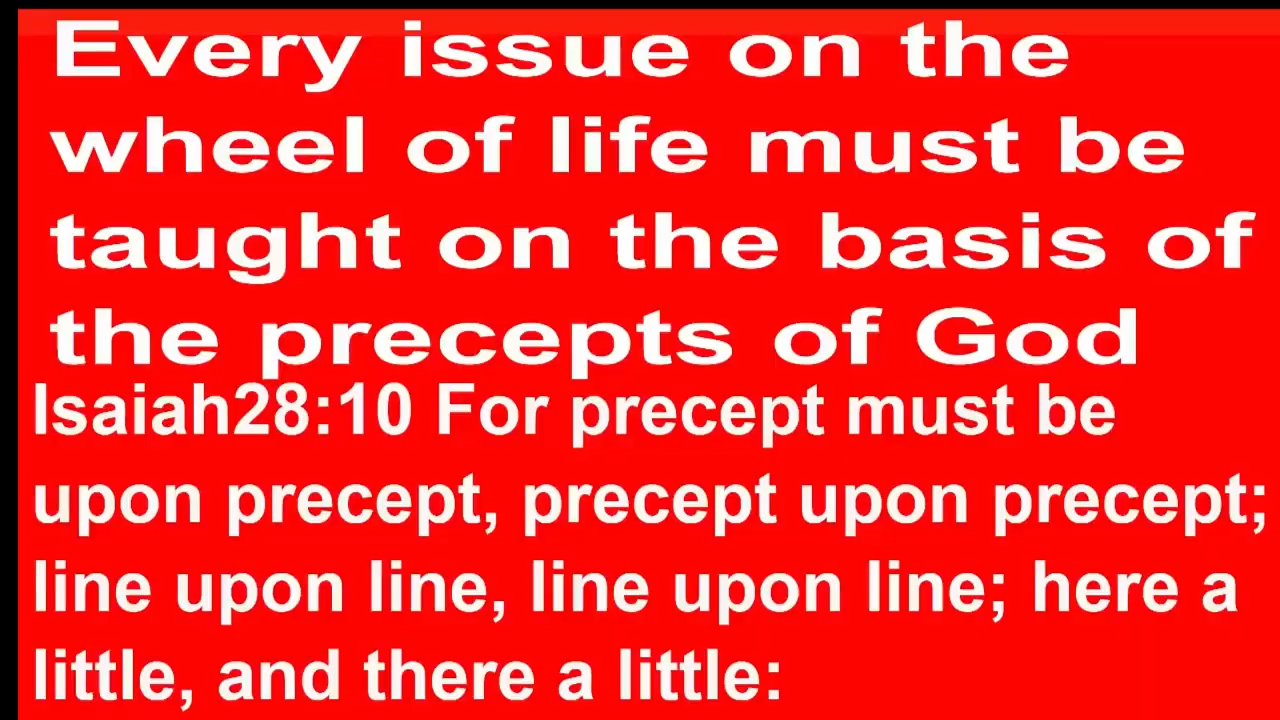 Every issue on the
wheel of life must be
taught on the basis of
the precepts of God
Isaiah28:10 For precept must be
upon precept, precept upon precept;
line upon line, line upon line; here a
little, and there a little: